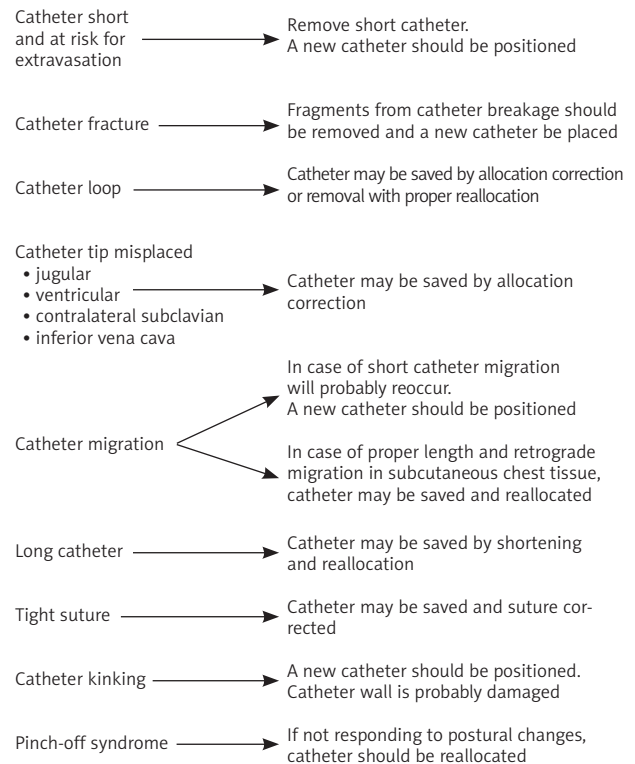 Catheter short
and at risk for
extravasation
Remove short catheter.
A new catheter should be positioned
Catheter fracture
Fragments from catheter breakage should
be removed and a new catheter be placed
Catheter loop
Catheter may be saved by allocation correction
or removal with proper reallocation
Catheter tip misplaced
• jugular
• ventricular
• contralateral subclavian
• inferior vena cava
Catheter may be saved by allocation
correction
Catheter migration
In case of short catheter migration
will probably reoccur.
A new catheter should be positioned
In case of proper length and retrograde
migration in subcutaneous chest tissue,
catheter may be saved and reallocated
Long catheter
Catheter may be saved by shortening
and reallocation
Tight suture
Catheter may be saved and suture cor-
rected
Catheter kinking
A new catheter should be positioned.
Catheter wall is probably damaged
Pinch-off syndrome
If not responding to postural changes,
catheter should be reallocated